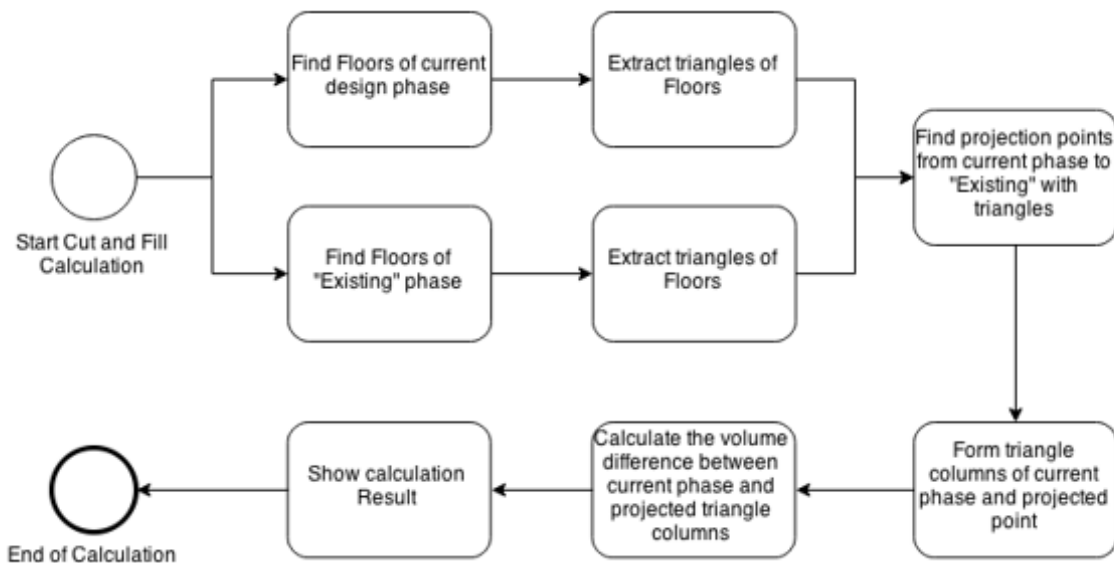 Find Floors of current
design phase
Extract triangles of
Floors
Find projection points
from current phase to
"Existing" with
triangles
Start Cut and Fill
Calculation
Find Floors of
"Existing" phase
Extract triangles of
Floors
Form triangle
columns of current
phase and projected
point
Calculate the volume
difference between
current phase and
projected triangle
columns
Show calculation
Result
End of Calculation